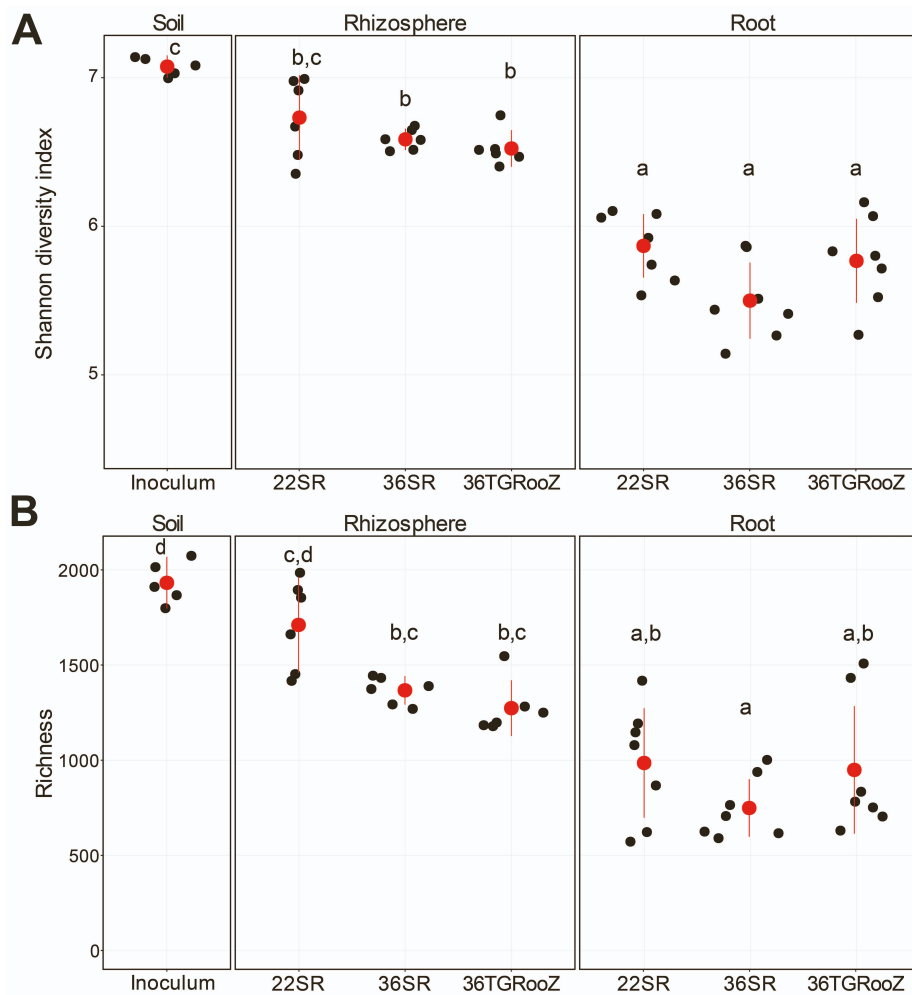 A
Soil
Rhizosphere
Root
Shannon diversity index
7
6
5
c
b,c
b
b
a
a
a
Inoculum
22SR
36SR
36TGRooZ
22SR
36SR
36TGRooZ
B
Soil
Rhizosphere
Root
Richness
2000
1500
1000
500
0
d
c,d
b,c
b,c
a,b
a
a,b
Inoculum
22SR
36SR
36TGRooZ
22SR
36SR
36TGRooZ